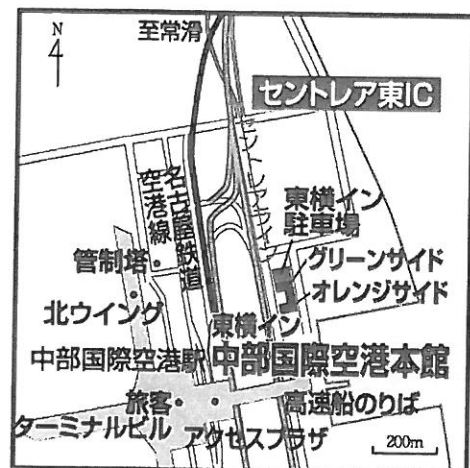 N
至常滑
セントレア東IC
セントレアライン
名古屋鉄道
空港線
東横イン
駐車場
グリーンサイド
オレンジサイド
管制塔
北ウイング
東横イン
中部国際空港本館
中部国際空港駅
旅客
ターミナルビル
アクセスプラザ
高速船のりば
200m